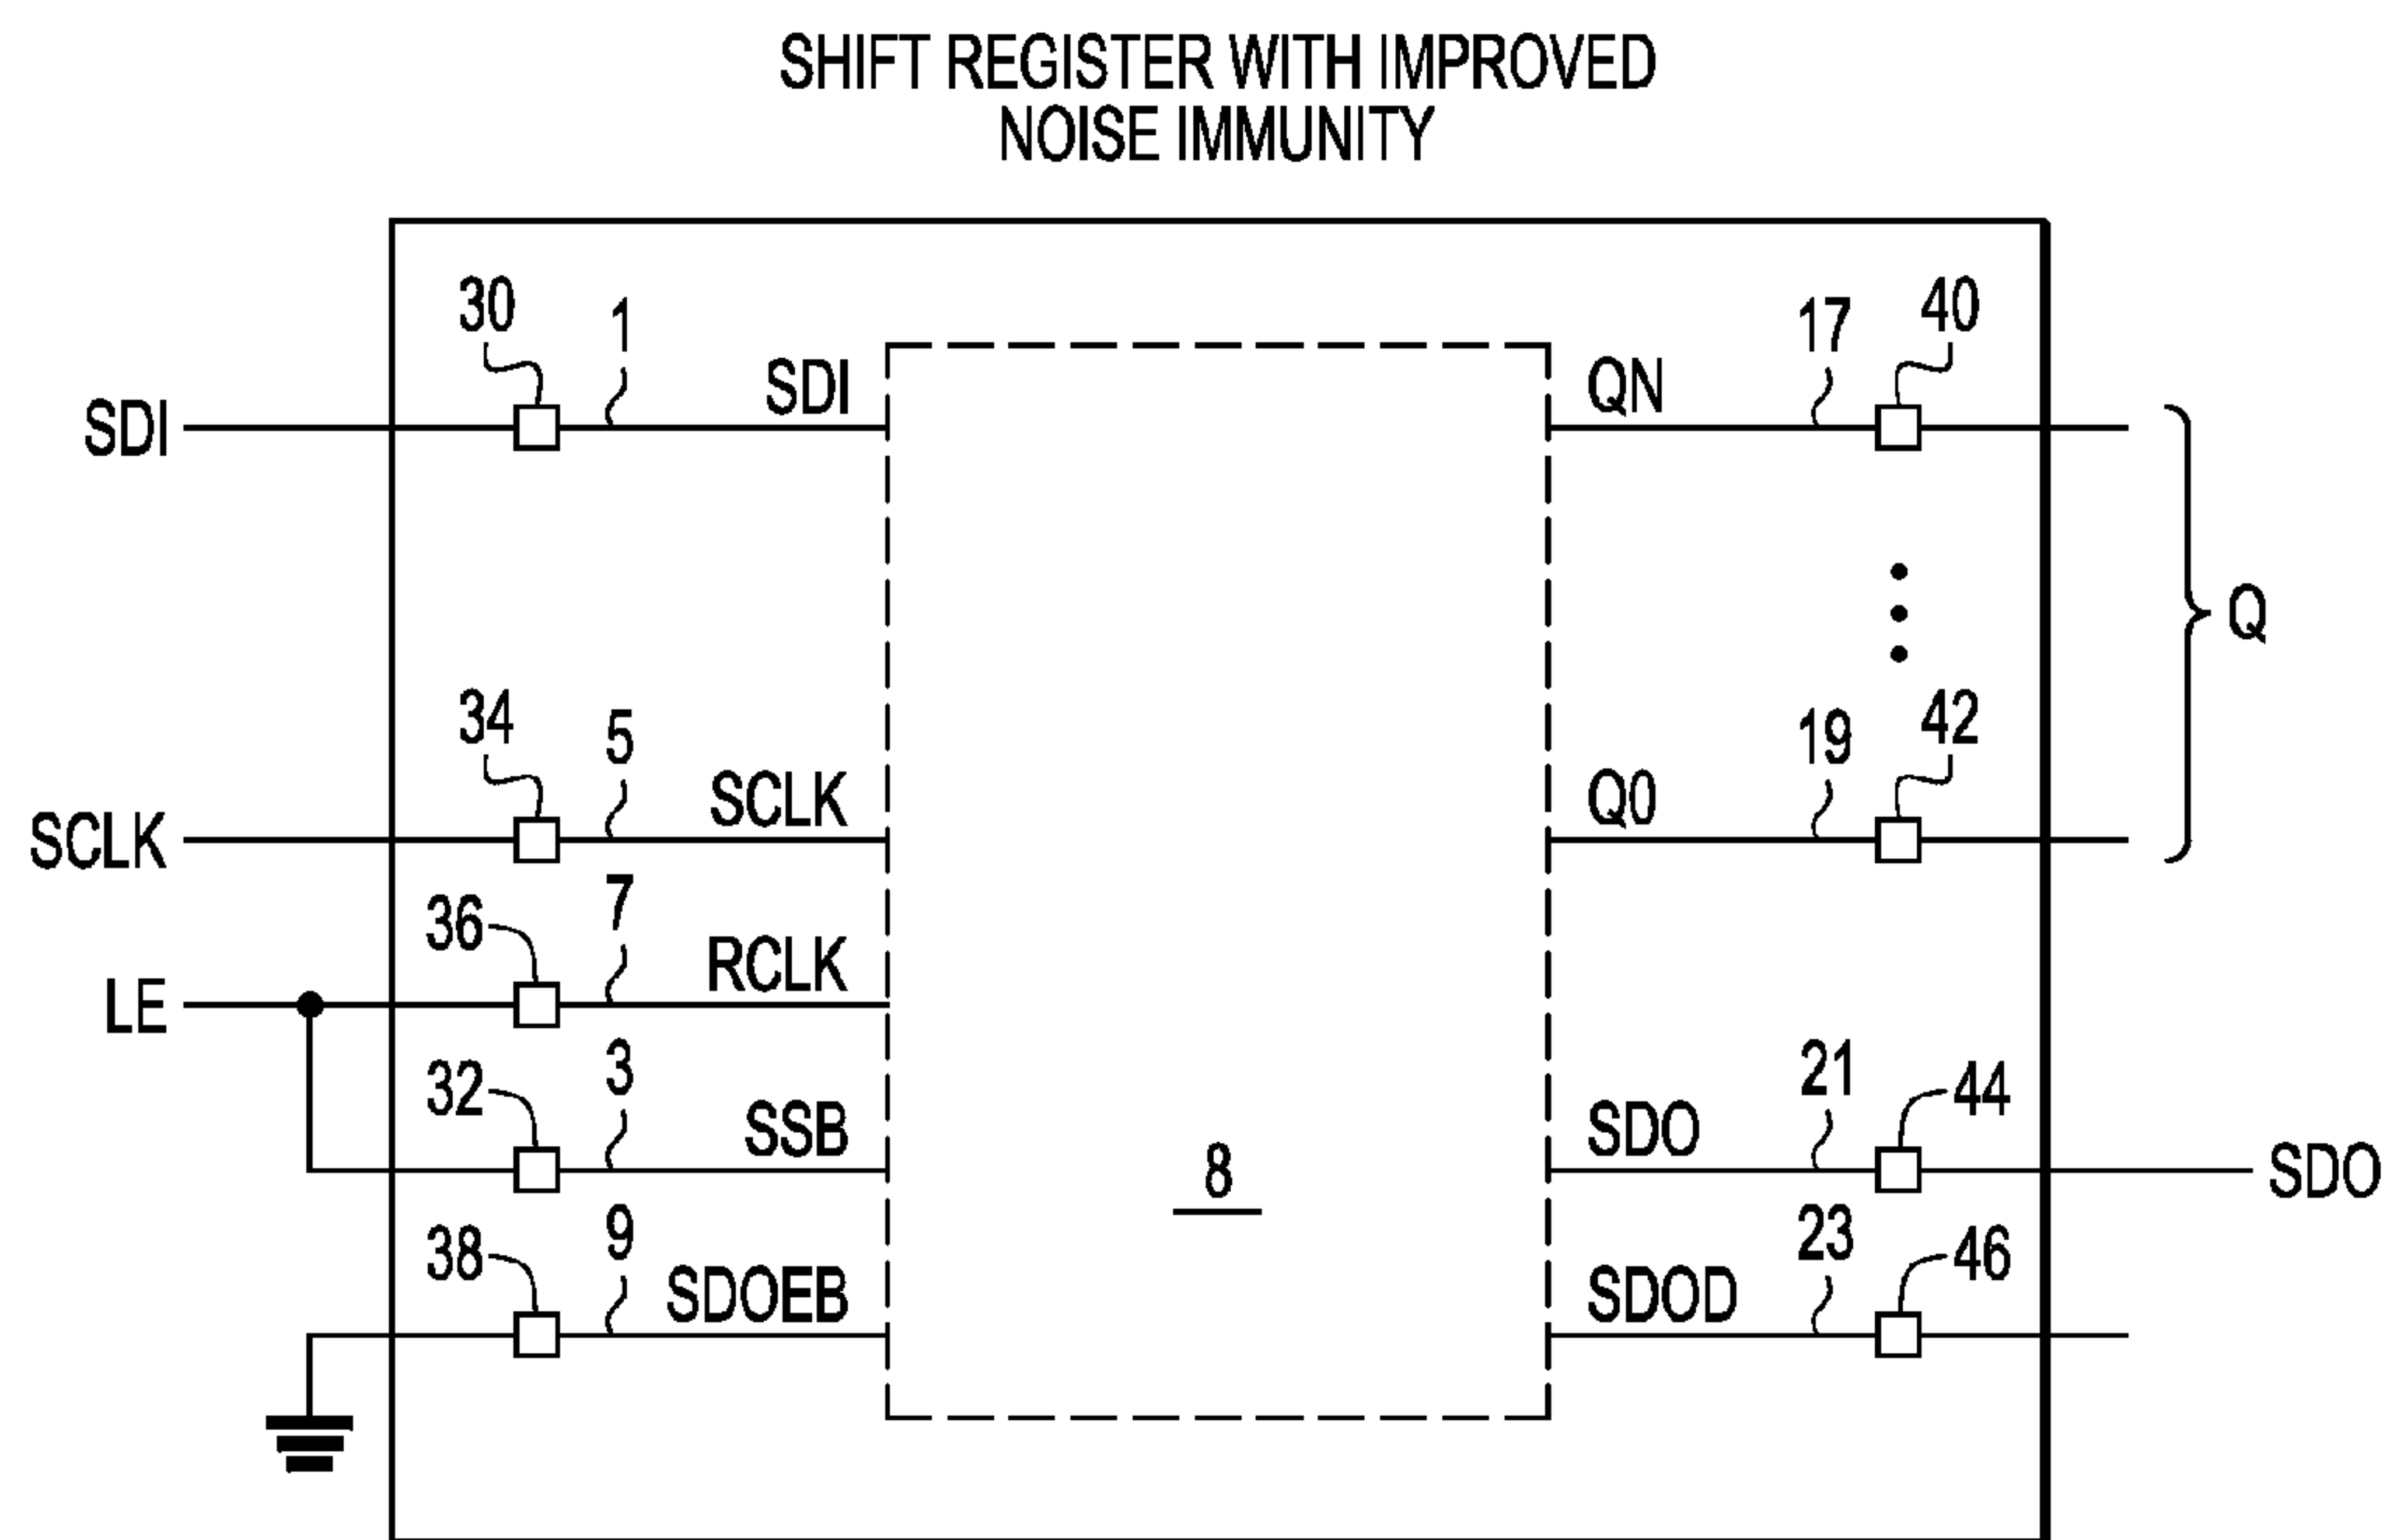 SHIFT REGISTER WITH IMPROVED
NOISE IMMUNITY
30
1
17
40
SDI
SDI
QN
Q
34
5
19
42
SCLK
SCLK
Q0
36
7
LE
RCLK
32
3
21
44
SSB
8
SDO
SDO
38
9
23
46
SDOEB
SDOD